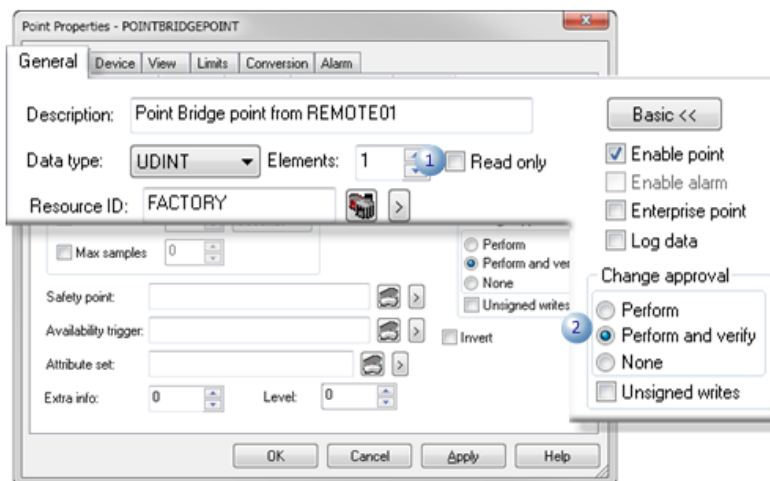 Point Properties - POINTBRIDGEPOINT
General Device View Limits Conversion Alarm
Description: Point Bridge point from REMOTE01
Basic <<
Data type: UDINT Elements: 1 1 Read only
Enable point
Enable alarm
Resource ID: FACTORY >
Enterprise point
Log data
Max samples 0
Perform
Perform and ver
None
Unsigned writes
Change approval
Perform
2 Perform and verify
None
Unsigned writes
Safety point: >
Availability trigger: > Invert
Attribute set: >
Extra info: 0 Level: 0
OK Cancel Apply Help